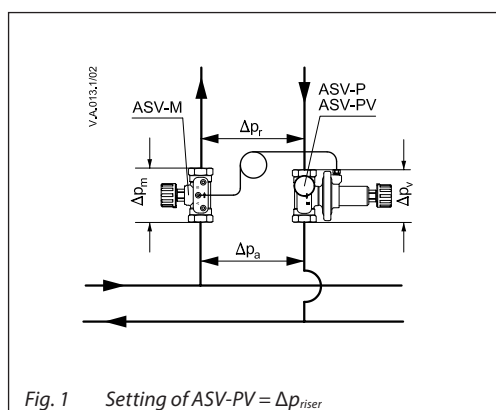 V.A.013.1/02
ASV-M
ASV-P
ASV-PV
Δpr
Δpm
Δpv
Δpa
Fig. 1 Setting of ASV-PV = Δpriser